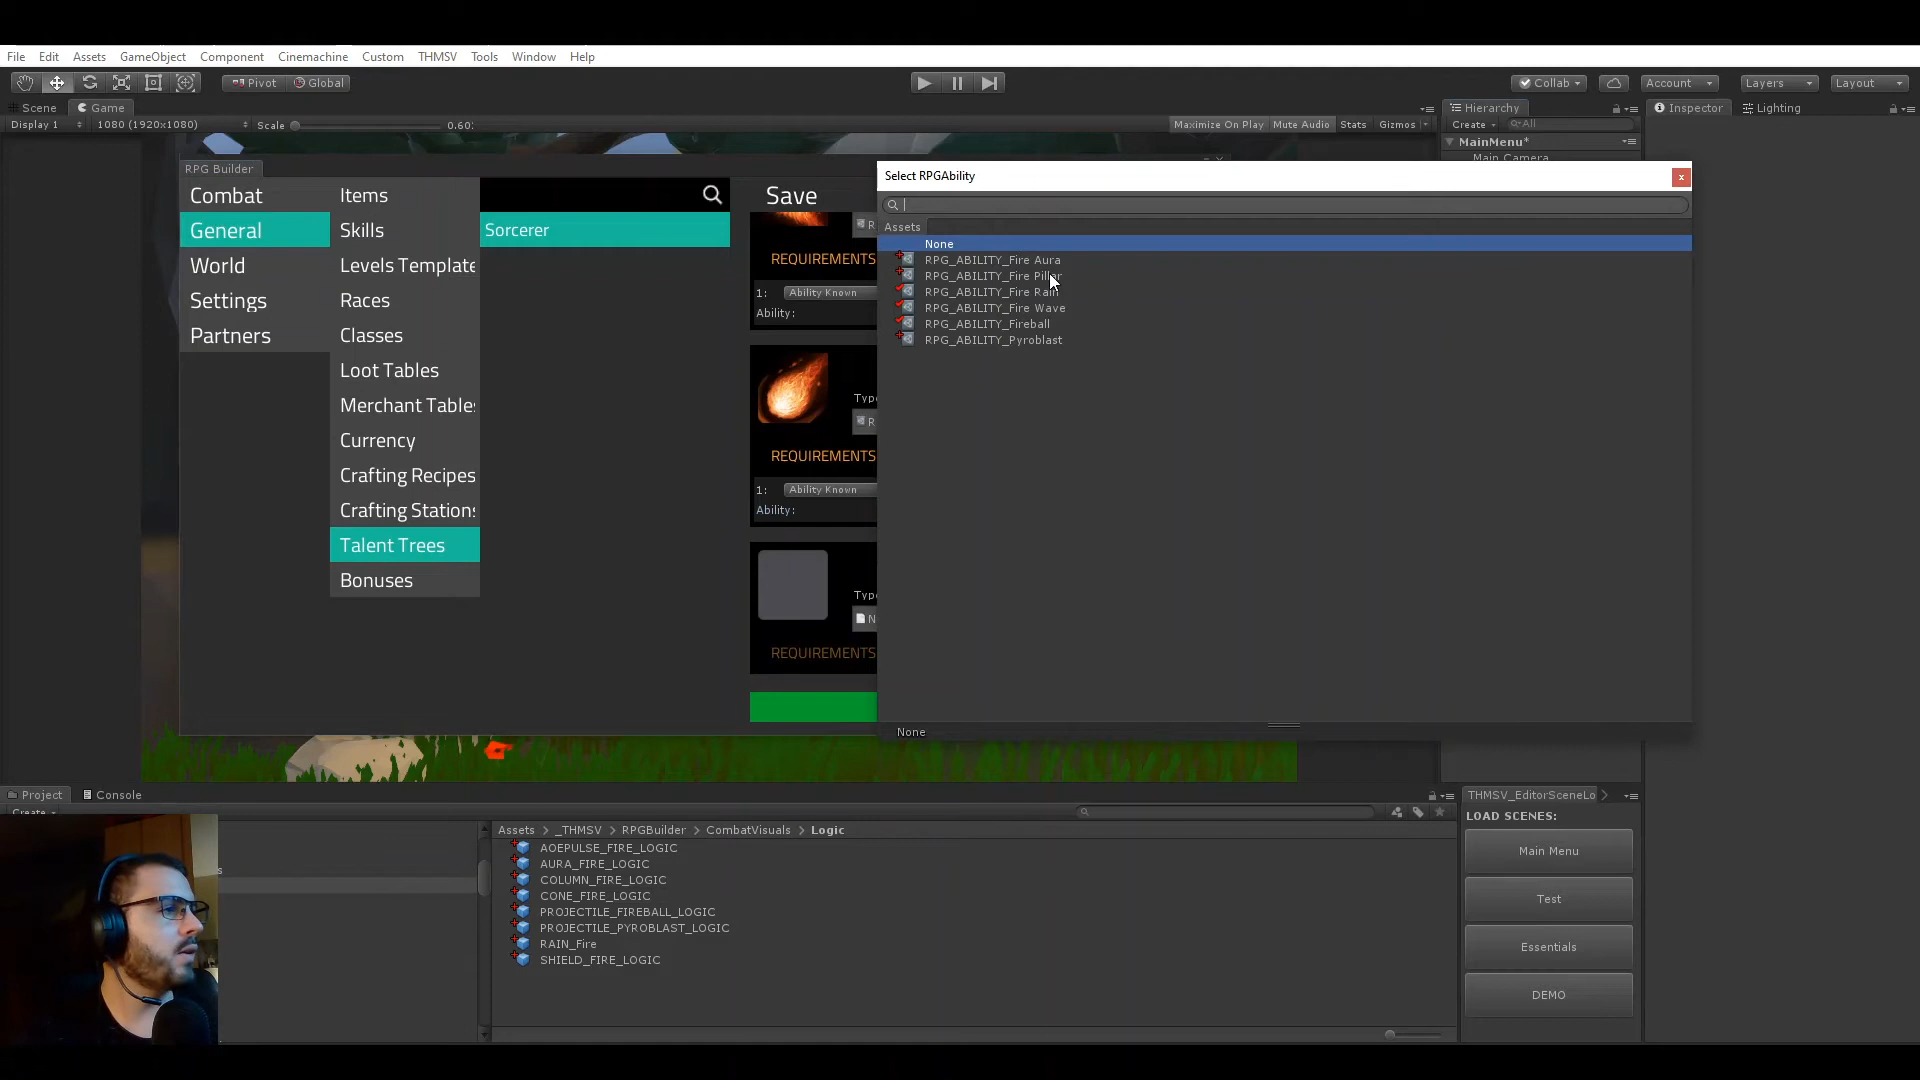 File Edit Assets GameObject Component Cinemachine Custom THMSV Tools Window Help
Pivot Global Collab Account Layers Layout
Scene Game Hierarchy Inspector Lighting
Display 1 1080 (1920x1080) Scale 0.60: Maximize On Play Mute Audio Stats Gizmos Create All
MainMenu*
Main Camera
RPG Builder
Combat
General
World
Settings
Partners
Items
Skills
Levels Template
Races
Classes
Loot Tables
Merchant Tables
Currency
Crafting Recipes
Crafting Stations
Talent Trees
Bonuses
Sorcerer
Save
R
REQUIREMENTS
1: Ability Known
Ability:
Type
R
REQUIREMENTS
1: Ability Known
Ability:
Type
N
REQUIREMENTS
Select RPGAbility
Assets
None
RPG_ABILITY_Fire Aura
RPG_ABILITY_Fire Pillar
RPG_ABILITY_Fire Rain
RPG_ABILITY_Fire Wave
RPG_ABILITY_Fireball
RPG_ABILITY_Pyroblast
None
Project Console
Create
Assets > _THMSV > RPGBuilder > CombatVisuals > Logic
AOEPULSE_FIRE_LOGIC
AURA_FIRE_LOGIC
COLUMN_FIRE_LOGIC
CONE_FIRE_LOGIC
PROJECTILE_FIREBALL_LOGIC
PROJECTILE_PYROBLAST_LOGIC
RAIN_Fire
SHIELD_FIRE_LOGIC
THMSV_EditorSceneLo
LOAD SCENES:
Main Menu
Test
Essentials
DEMO